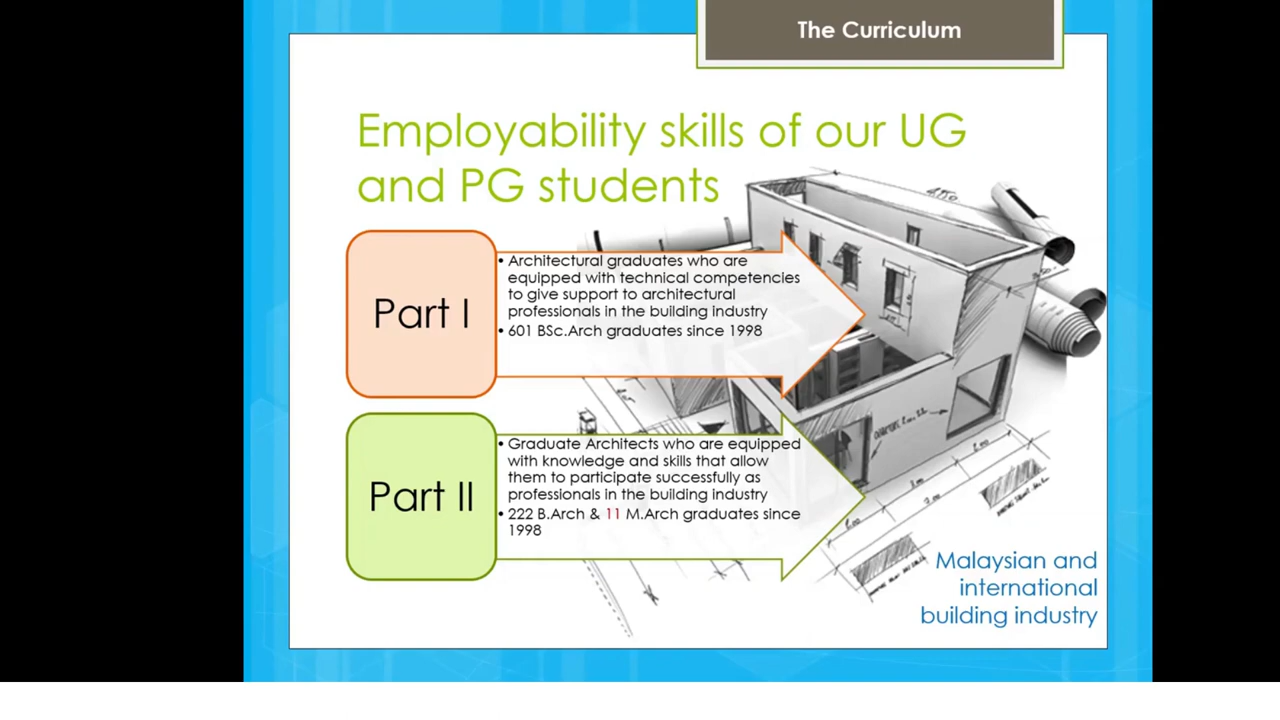 The Curriculum
Employability skills of our UG
and PG students
Part I
• Architectural graduates who are
equipped with technical competencies
to give support to architectural
professionals in the building industry
• 601 BSc.Arch graduates since 1998
Part II
• Graduate Architects who are equipped
with knowledge and skills that allow
them to participate successfully as
professionals in the building industry
• 222 B.Arch & 11 M.Arch graduates since
1998
Malaysian and
international
building industry